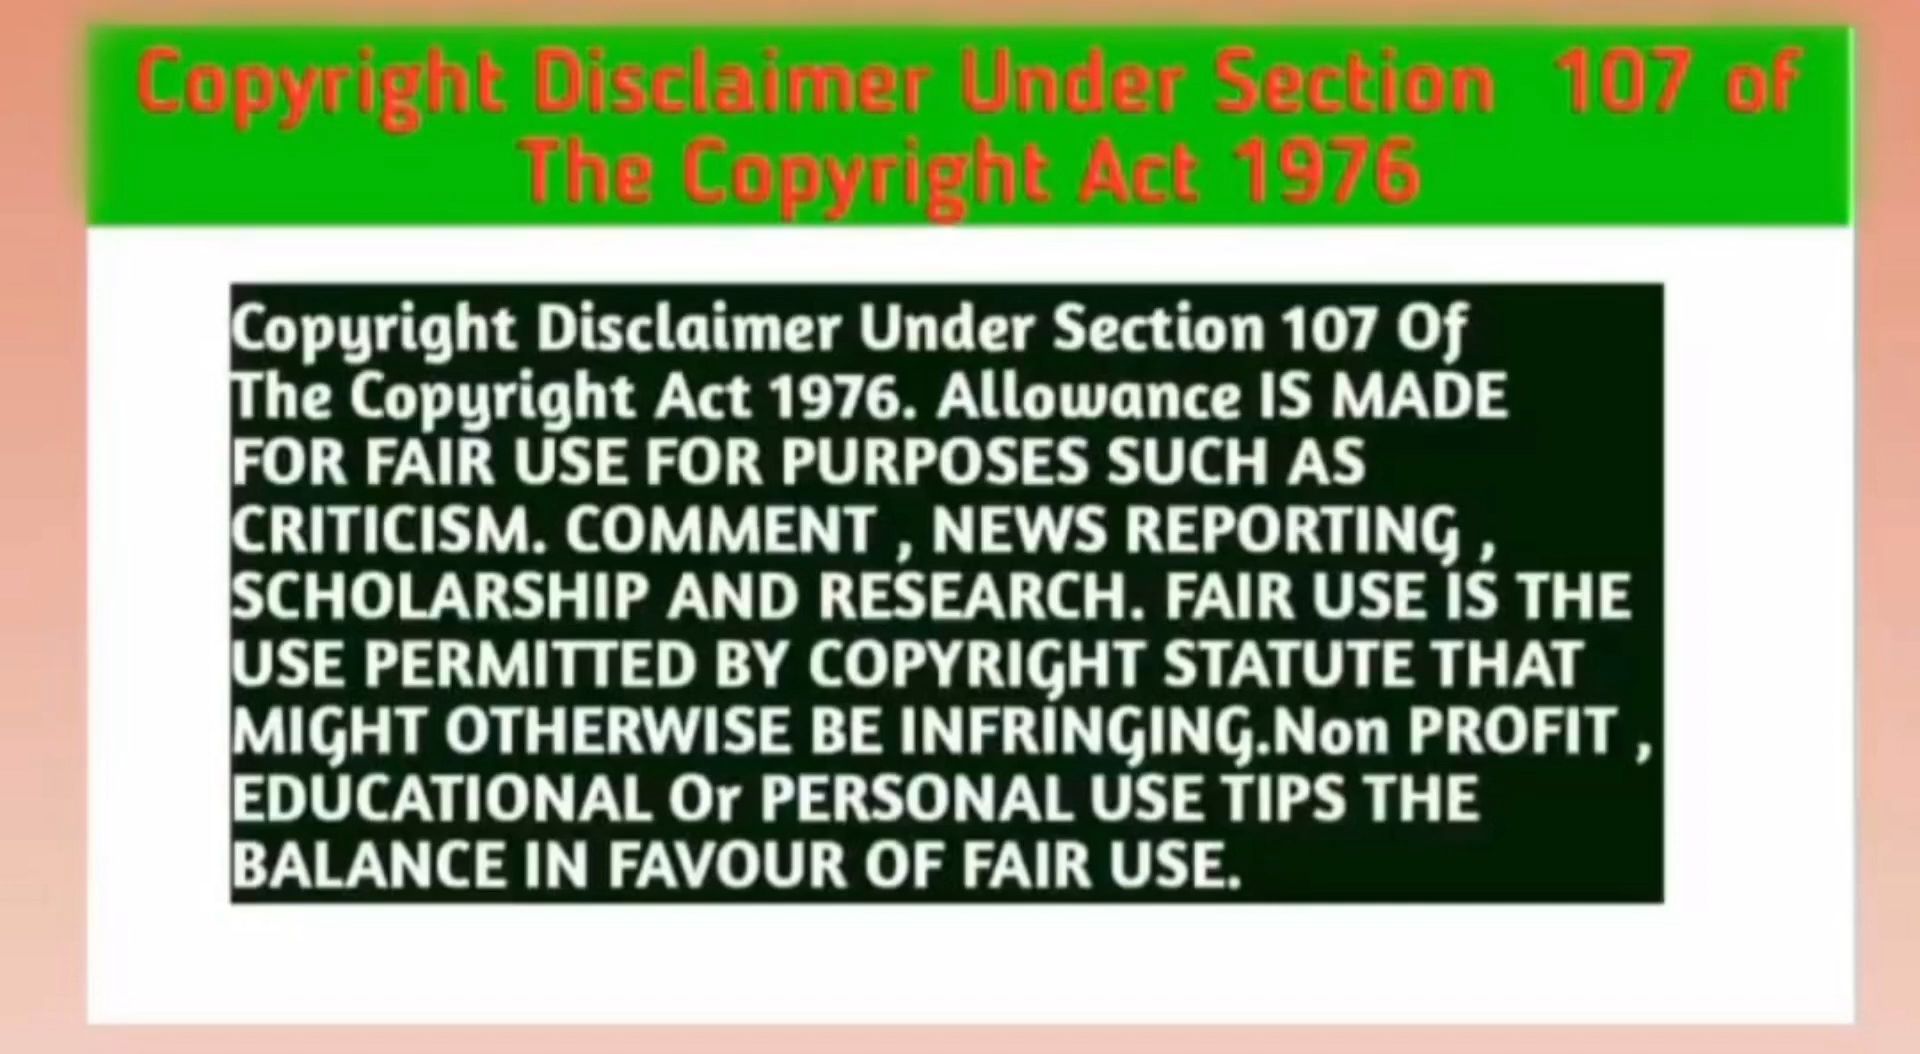 Copyright Disclaimer Under Section 107 of
The Copyright Act 1976
Copyright Disclaimer Under Section 107 Of
The Copyright Act 1976. Allowance IS MADE
FOR FAIR USE FOR PURPOSES SUCH AS
CRITICISM. COMMENT , NEWS REPORTING ,
SCHOLARSHIP AND RESEARCH. FAIR USE IS THE
USE PERMITTED BY COPYRIGHT STATUTE THAT
MIGHT OTHERWISE BE INFRINGING.Non PROFIT ,
EDUCATIONAL Or PERSONAL USE TIPS THE
BALANCE IN FAVOUR OF FAIR USE.